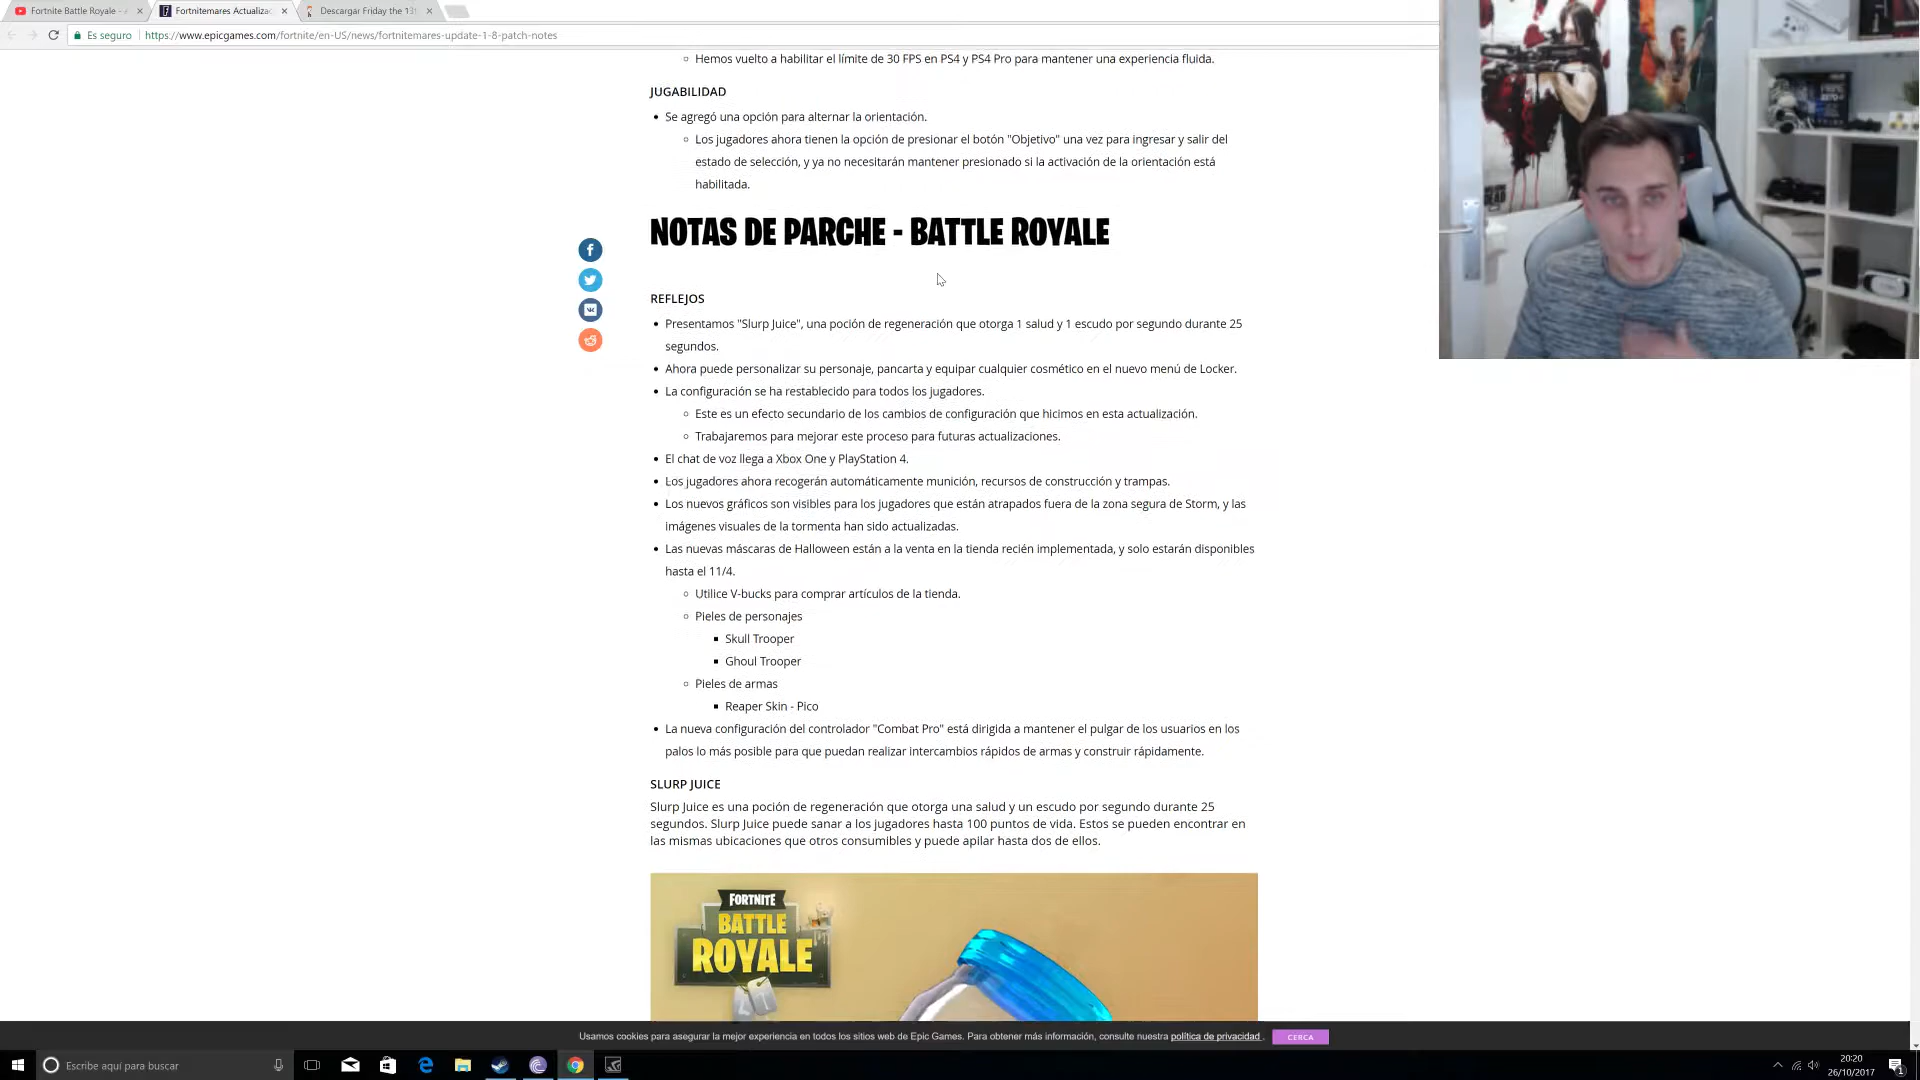 Fortnite Battle Royale -
Fortnitemares Actualiza
Descargar Friday the 13
Es seguro
https://www.epicgames.com/fortnite/en-US/news/fortnitemares-update-1-8-patch-notes
Hemos vuelto a habilitar el límite de 30 FPS en PS4 y PS4 Pro para mantener una experiencia fluida.
JUGABILIDAD
Se agregó una opción para alternar la orientación.
Los jugadores ahora tienen la opción de presionar el botón "Objetivo" una vez para ingresar y salir del
estado de selección, y ya no necesitarán mantener presionado si la activación de la orientación está
habilitada.
NOTAS DE PARCHE - BATTLE ROYALE
REFLEJOS
Presentamos "Slurp Juice", una poción de regeneración que otorga 1 salud y 1 escudo por segundo durante 25
segundos.
Ahora puede personalizar su personaje, pancarta y equipar cualquier cosmético en el nuevo menú de Locker.
La configuración se ha restablecido para todos los jugadores.
Este es un efecto secundario de los cambios de configuración que hicimos en esta actualización.
Trabajaremos para mejorar este proceso para futuras actualizaciones.
El chat de voz llega a Xbox One y PlayStation 4.
Los jugadores ahora recogerán automáticamente munición, recursos de construcción y trampas.
Los nuevos gráficos son visibles para los jugadores que están atrapados fuera de la zona segura de Storm, y las
imágenes visuales de la tormenta han sido actualizadas.
Las nuevas máscaras de Halloween están a la venta en la tienda recién implementada, y solo estarán disponibles
hasta el 11/4.
Utilice V-bucks para comprar artículos de la tienda.
Pieles de personajes
Skull Trooper
Ghoul Trooper
Pieles de armas
Reaper Skin - Pico
La nueva configuración del controlador "Combat Pro" está dirigida a mantener el pulgar de los usuarios en los
palos lo más posible para que puedan realizar intercambios rápidos de armas y construir rápidamente.
SLURP JUICE
Slurp Juice es una poción de regeneración que otorga una salud y un escudo por segundo durante 25
segundos. Slurp Juice puede sanar a los jugadores hasta 100 puntos de vida. Estos se pueden encontrar en
las mismas ubicaciones que otros consumibles y puede apilar hasta dos de ellos.
FORTNITE
BATTLE
ROYALE
Usamos cookies para asegurar la mejor experiencia en todos los sitios web de Epic Games. Para obtener más información, consulte nuestra política de privacidad .
CERCA
Escribe aquí para buscar
20:20
26/10/2017